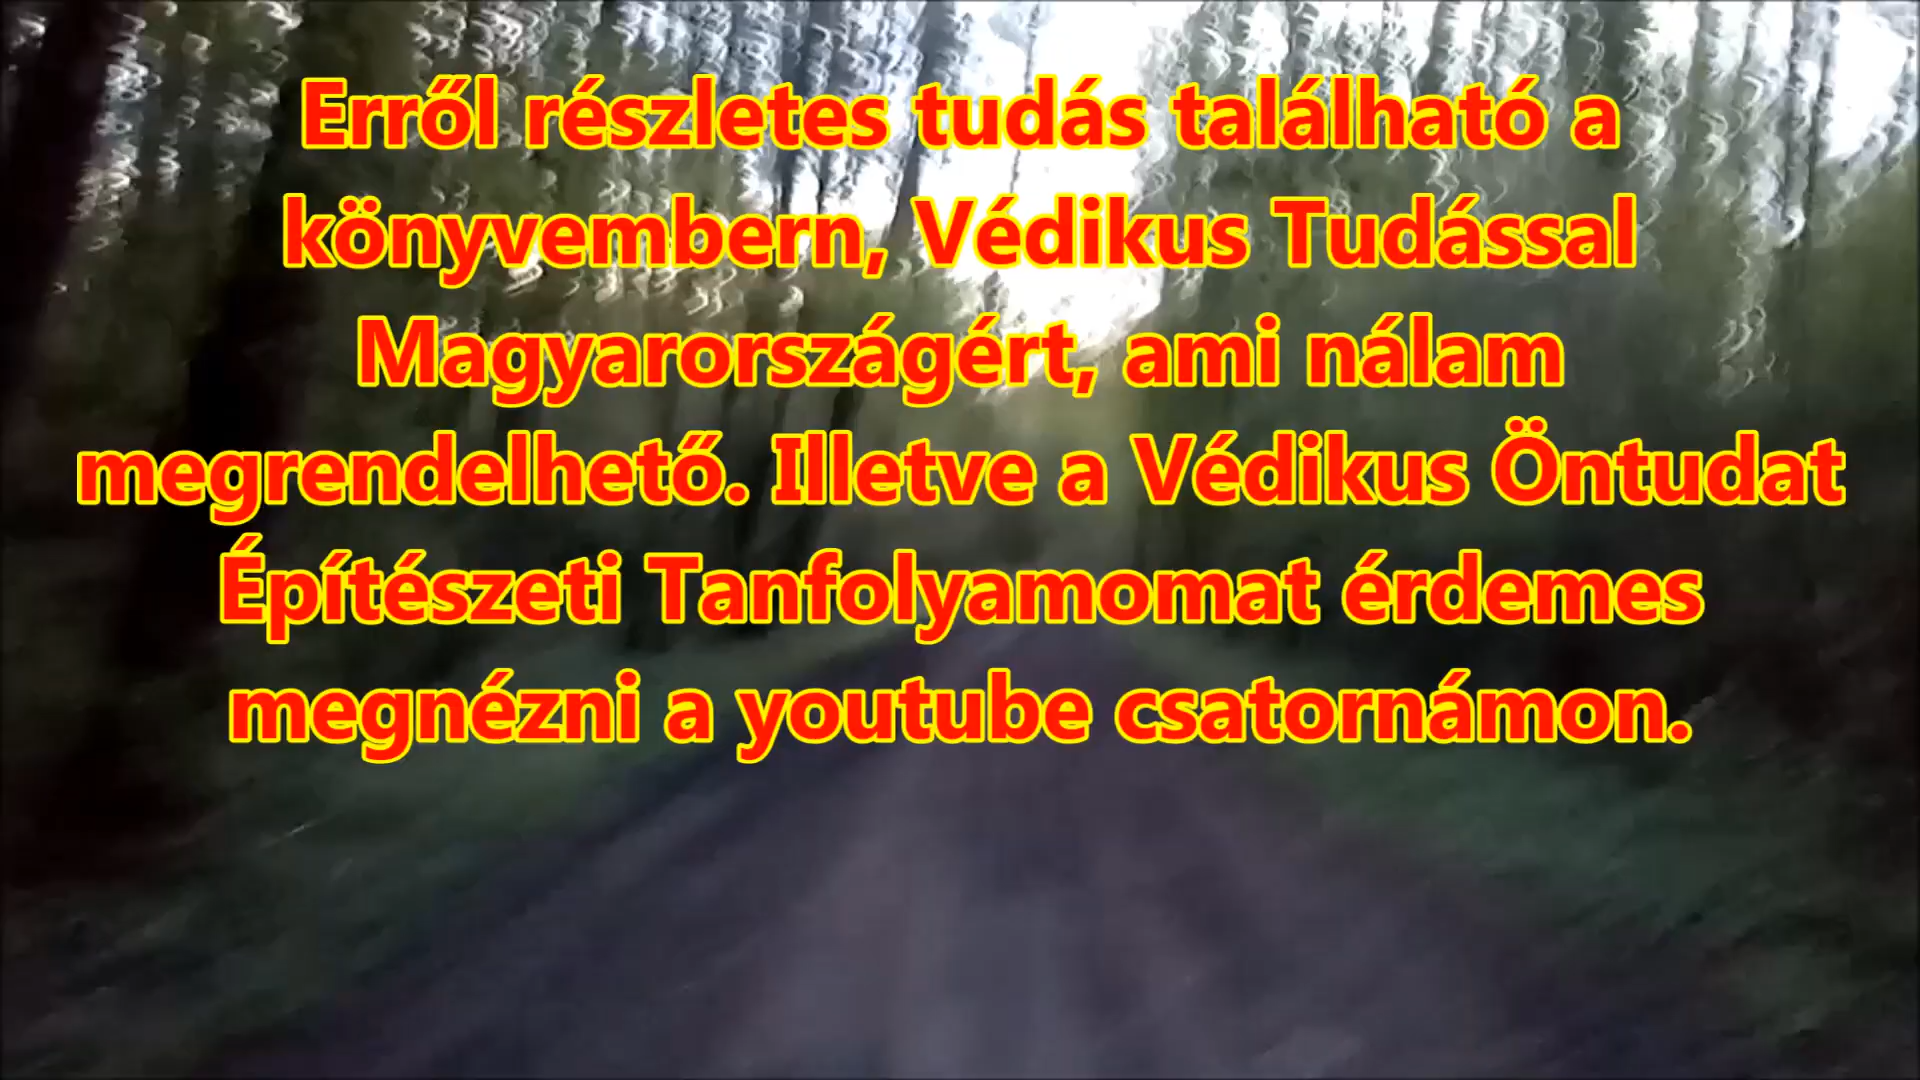 Erről részletes tudás található a
könyvembern, Védikus Tudással
Magyarországért, ami nálam
megrendelhető. Illetve a Védikus Öntudat
Építészeti Tanfolyamomat érdemes
megnézni a youtube csatornámon.